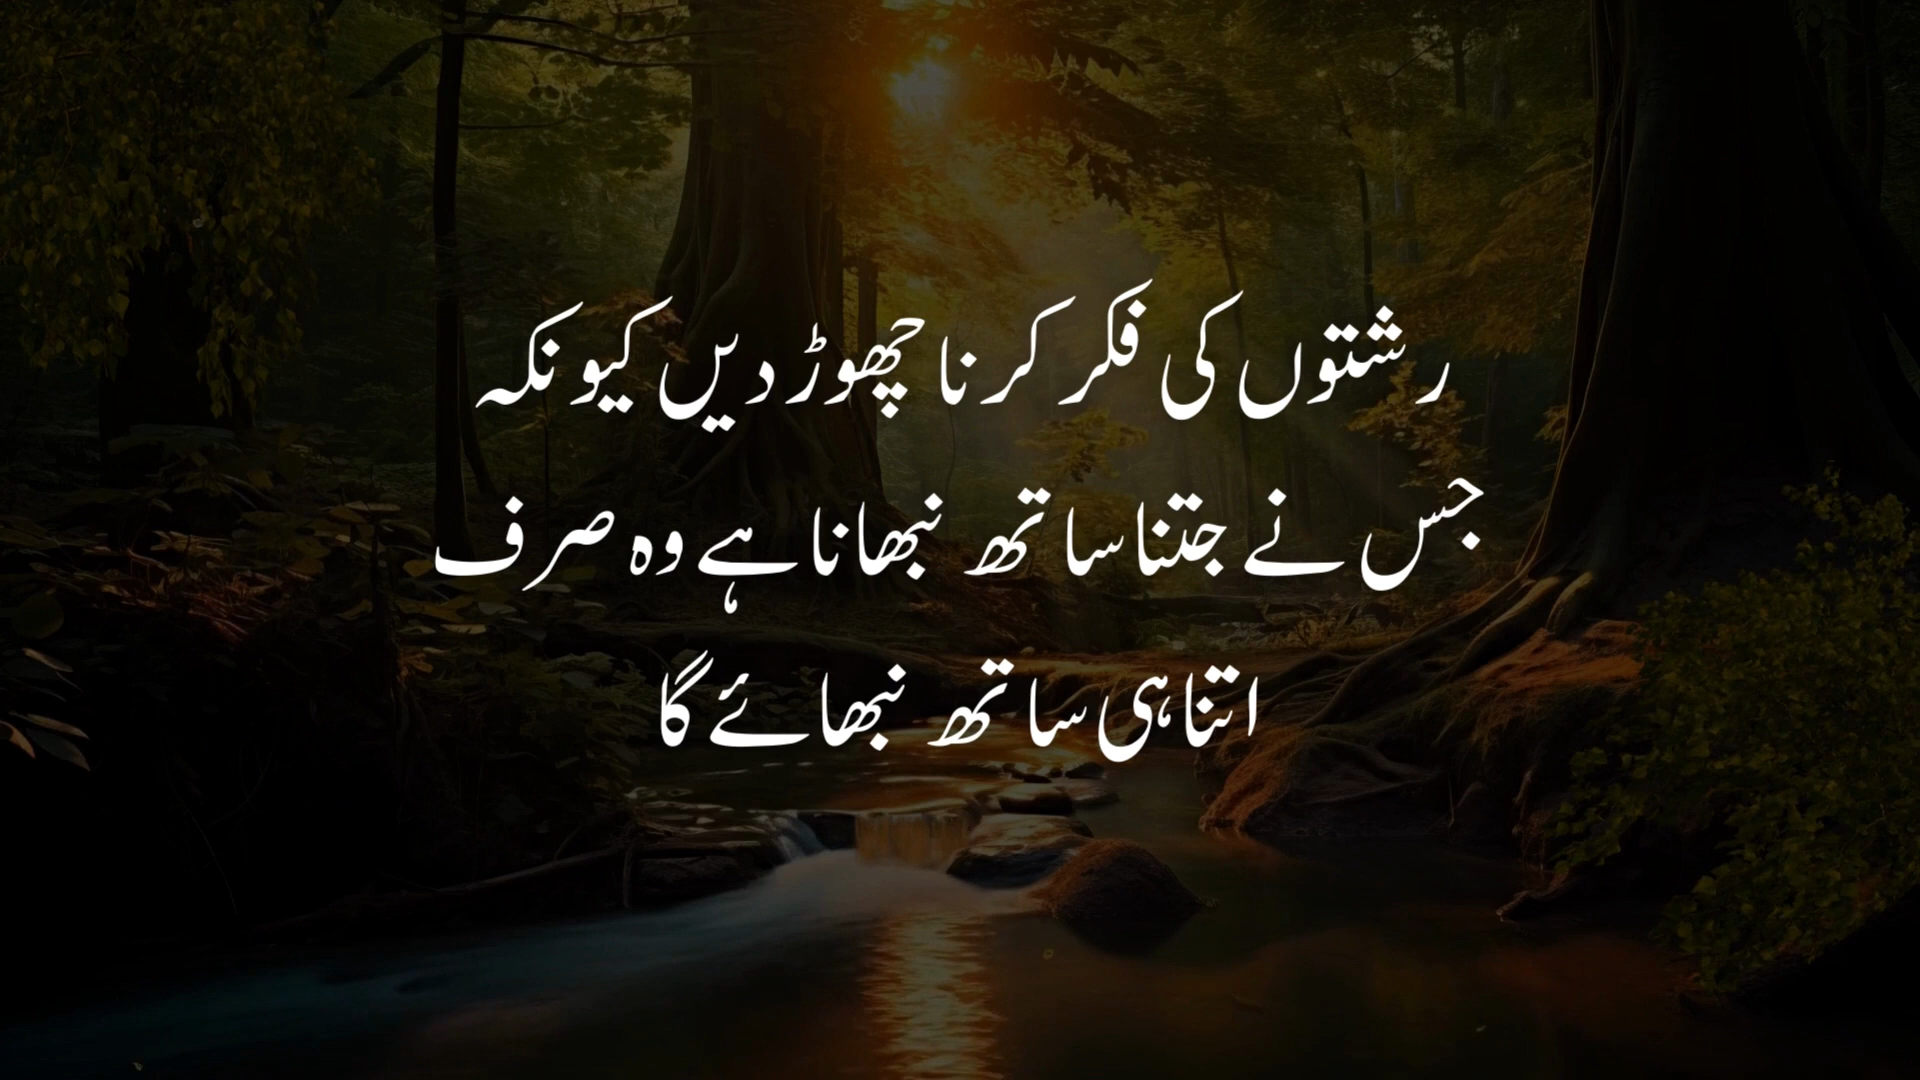 رشتوں کی فکر کرنا چھوڑ دیں کیونکہ
جس نے جتنا ساتھ نبھانا ہے وہ صرف
اتنا ہی ساتھ نبھائے گا